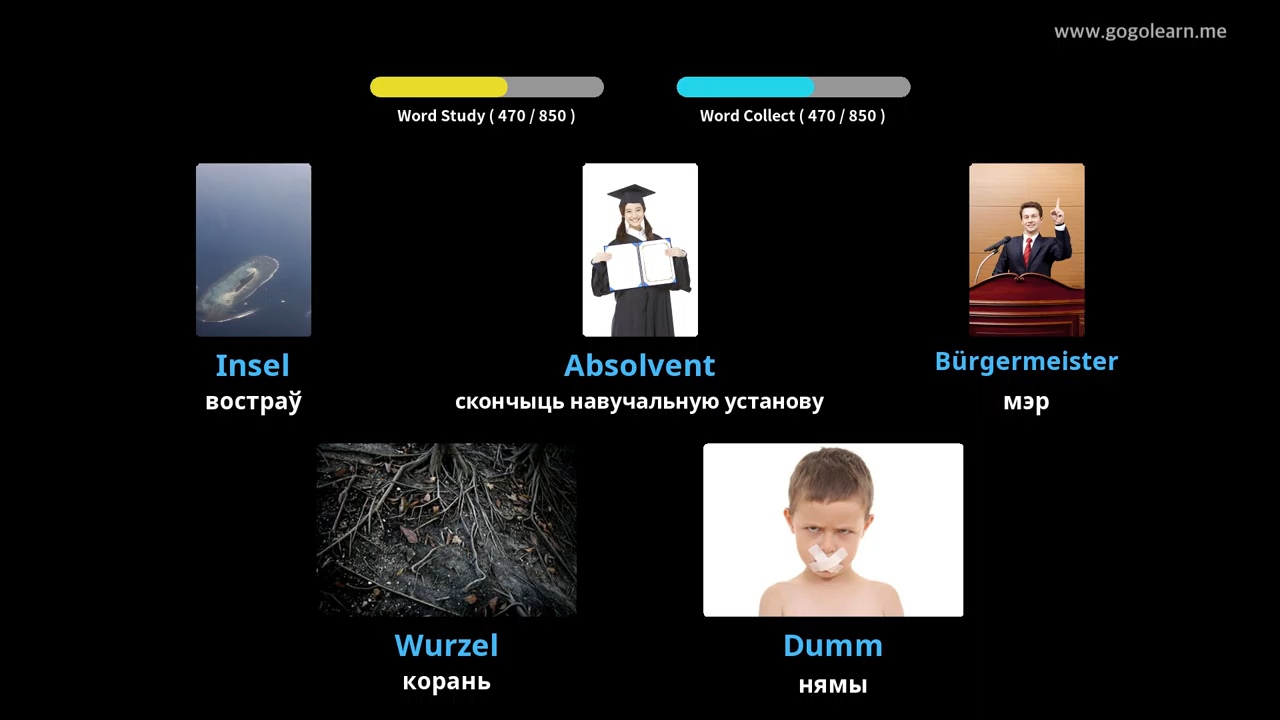 www.gogolearn.me
Word Study ( 470 / 850 )
Word Collect ( 470 / 850 )
Insel
востраў
Absolvent
скончыць навучальную установу
Bürgermeister
мэр
Wurzel
корань
Dumm
нямы